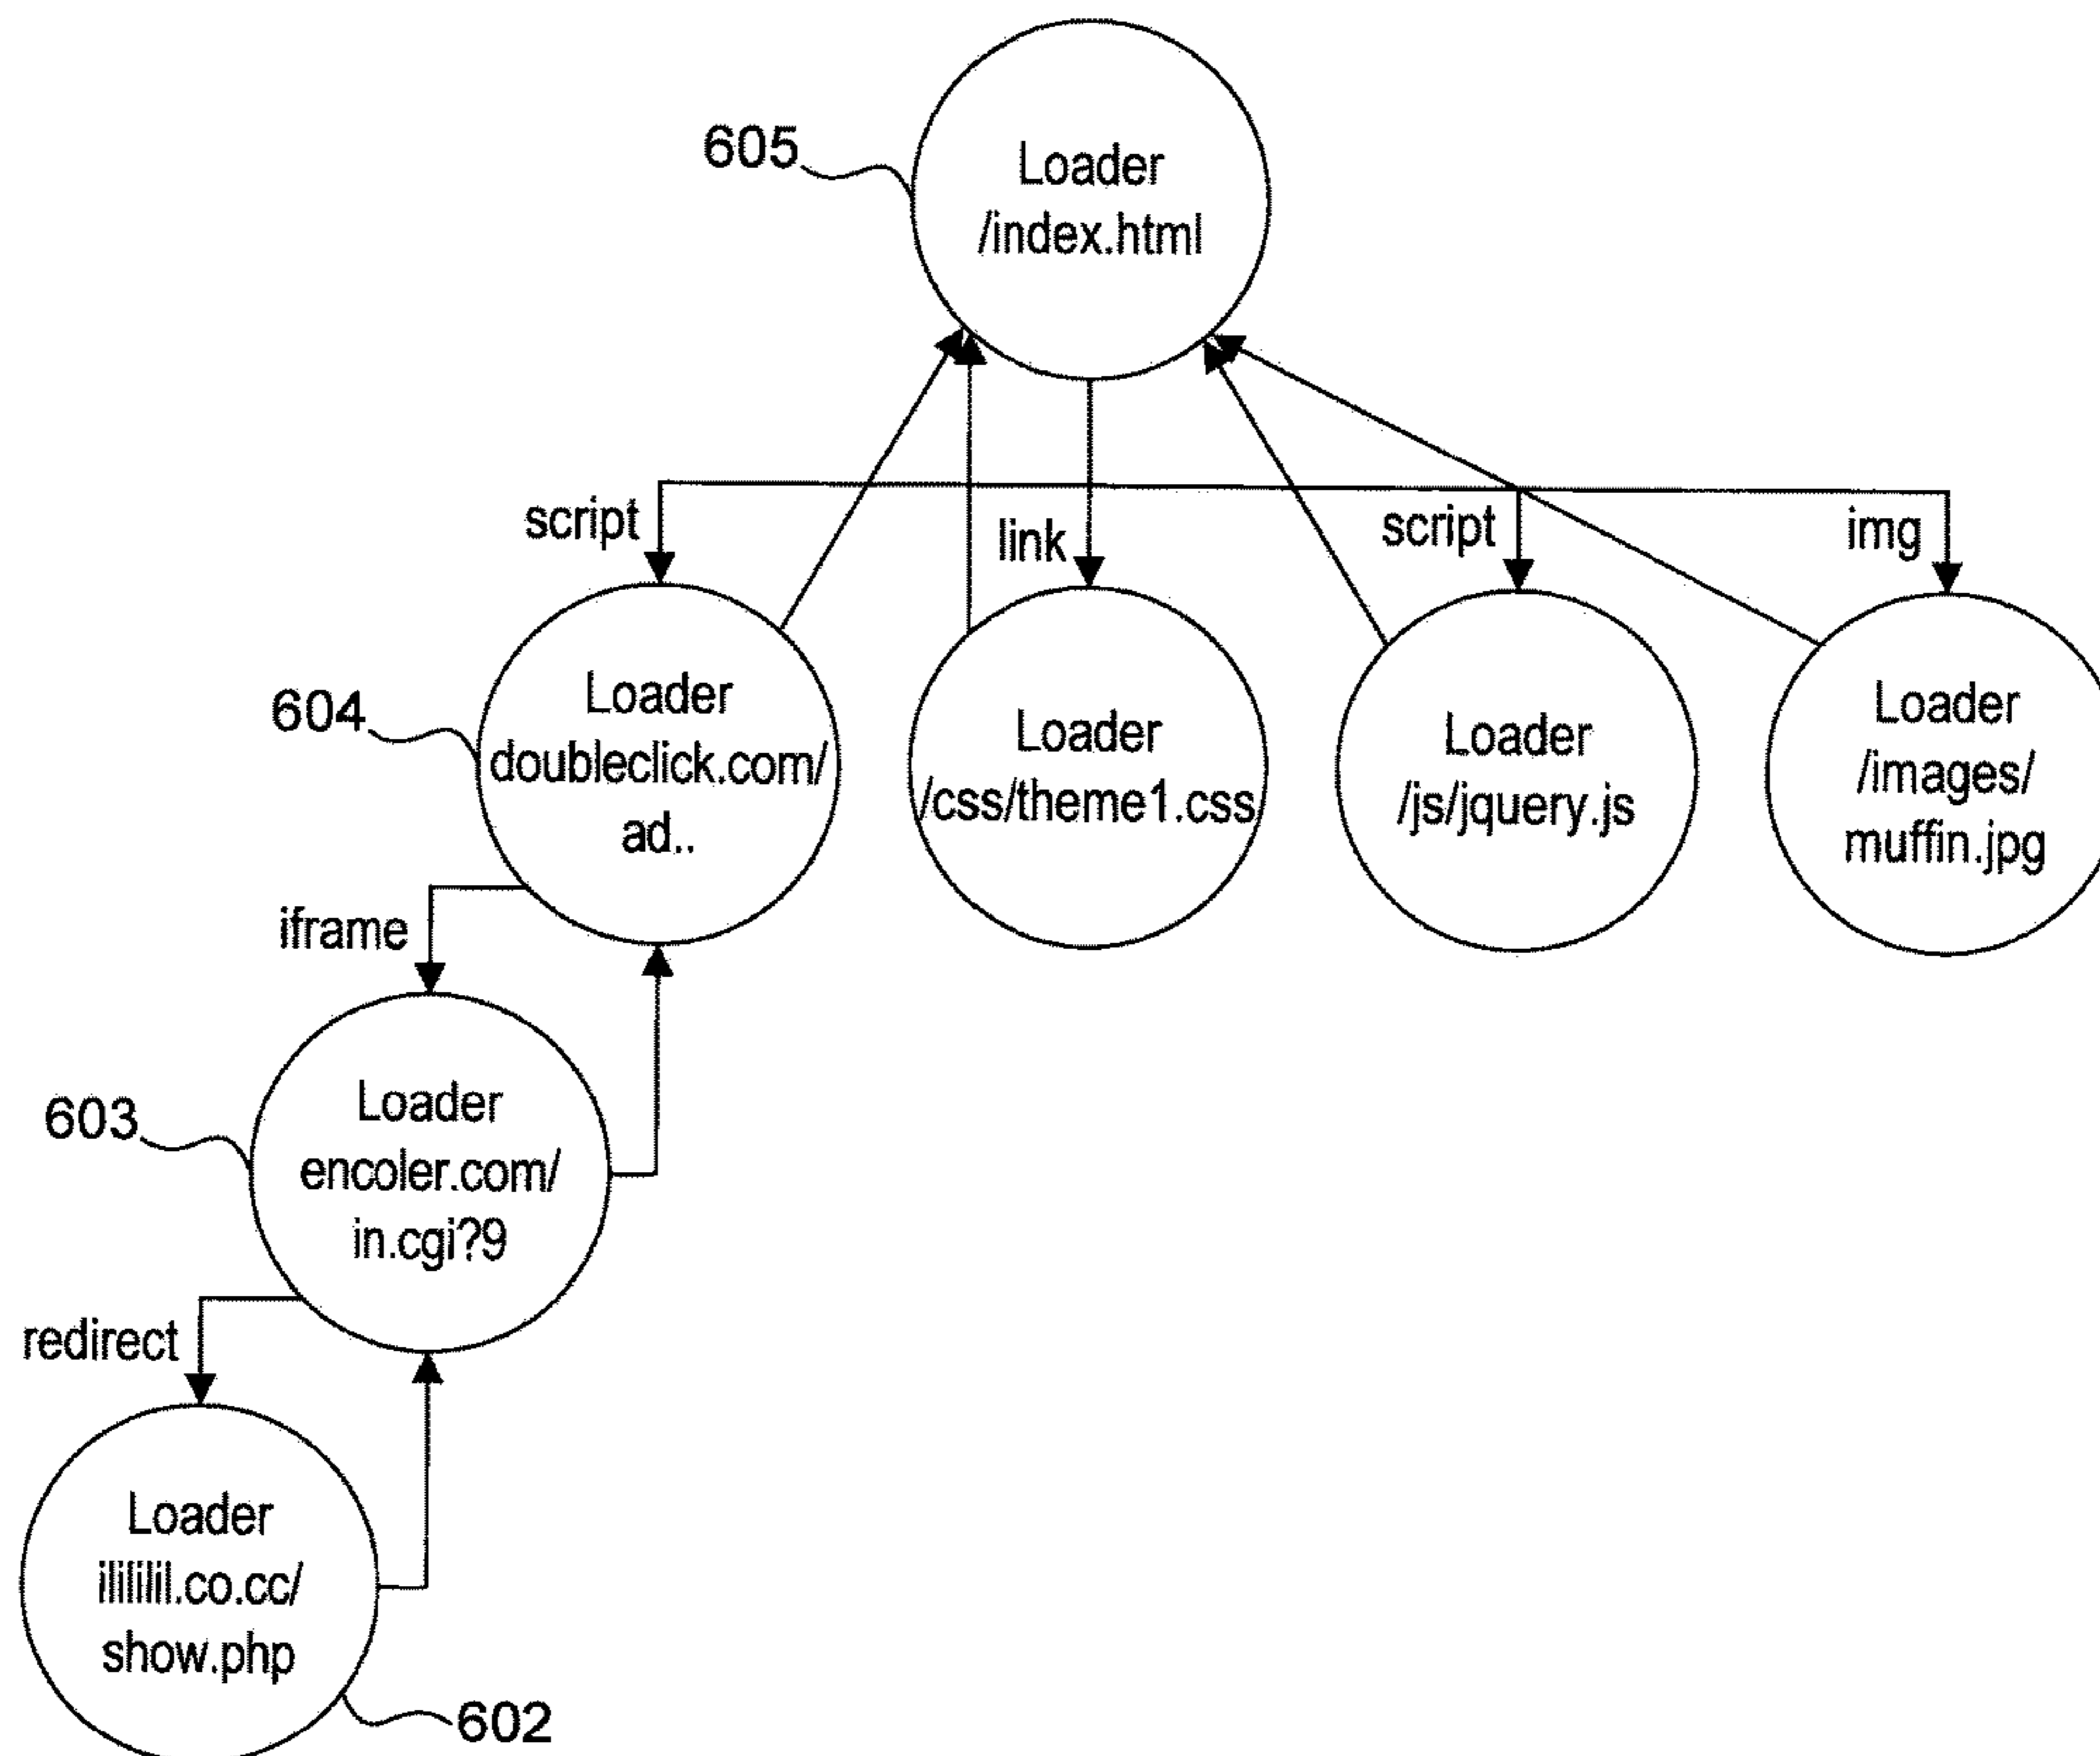 605
Loader
/index.html
script
link
script
img
604
Loader
doubleclick.com/
ad..
Loader
/css/theme1.css
Loader
/js/jquery.js
Loader
/images/
muffin.jpg
iframe
603
Loader
encoler.com/
in.cgi?9
redirect
Loader
ililililil.co.cc/
show.php
602